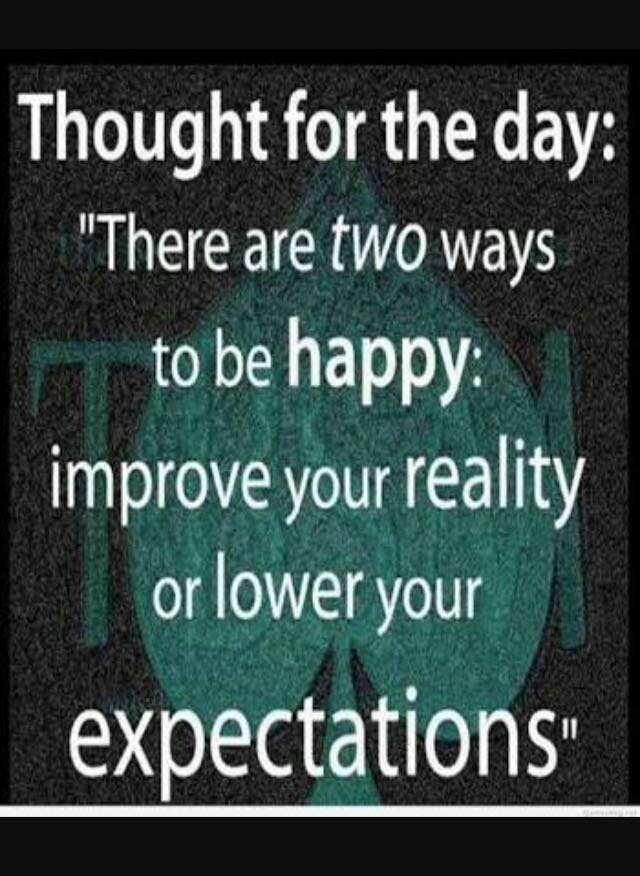 Thought for the day:
"There are two ways
to be happy:
improve your reality
or lower your
expectations"